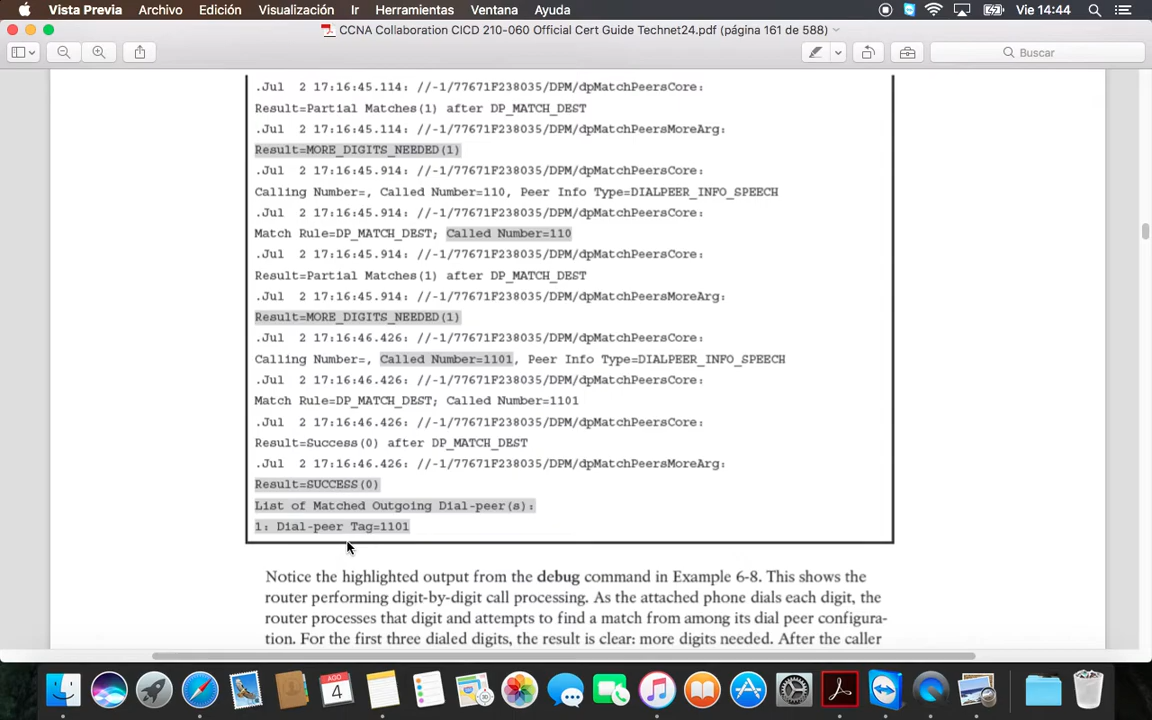 Vista Previa Archivo Edición Visualización Ir Herramientas Ventana Ayuda Vie 14:44
CCNA Collaboration CICD 210-060 Official Cert Guide Technet24.pdf (página 161 de 588)
Buscar
.Jul 2 17:16:45.114: //-1/77671F238035/DPM/dpMatchPeersCore:
Result=Partial Matches(1) after DP_MATCH_DEST
.Jul 2 17:16:45.114: //-1/77671F238035/DPM/dpMatchPeersMoreArg:
Result=MORE_DIGITS_NEEDED(1)
.Jul 2 17:16:45.914: //-1/77671F238035/DPM/dpMatchPeersCore:
Calling Number=, Called Number=110, Peer Info Type=DIALPEER_INFO_SPEECH
.Jul 2 17:16:45.914: //-1/77671F238035/DPM/dpMatchPeersCore:
Match Rule=DP_MATCH_DEST; Called Number=110
.Jul 2 17:16:45.914: //-1/77671F238035/DPM/dpMatchPeersCore:
Result=Partial Matches(1) after DP_MATCH_DEST
.Jul 2 17:16:45.914: //-1/77671F238035/DPM/dpMatchPeersMoreArg:
Result=MORE_DIGITS_NEEDED(1)
.Jul 2 17:16:46.426: //-1/77671F238035/DPM/dpMatchPeersCore:
Calling Number=, Called Number=1101, Peer Info Type=DIALPEER_INFO_SPEECH
.Jul 2 17:16:46.426: //-1/77671F238035/DPM/dpMatchPeersCore:
Match Rule=DP_MATCH_DEST; Called Number=1101
.Jul 2 17:16:46.426: //-1/77671F238035/DPM/dpMatchPeersCore:
Result=Success(0) after DP_MATCH_DEST
.Jul 2 17:16:46.426: //-1/77671F238035/DPM/dpMatchPeersMoreArg:
Result=SUCCESS(0)
List of Matched Outgoing Dial-peer(s):
1: Dial-peer Tag=1101
Notice the highlighted output from the debug command in Example 6-8. This shows the
router performing digit-by-digit call processing. As the attached phone dials each digit, the
router processes that digit and attempts to find a match from among its dial peer configura-
tion. For the first three dialed digits, the result is clear: more digits needed. After the caller
AGO
4